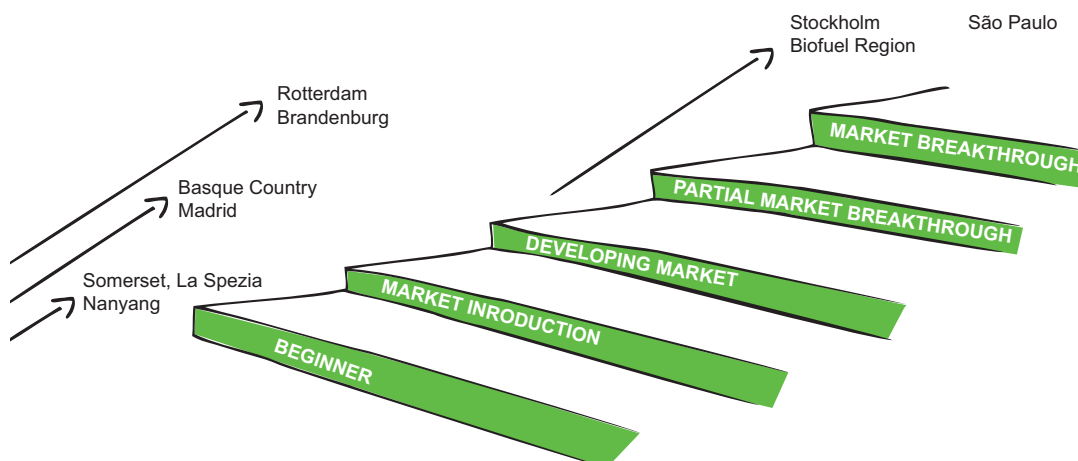 Stockholm
Biofuel Region
São Paulo
Rotterdam
Brandenburg
Basque Country
Madrid
Somerset, La Spezia
Nanyang
MARKET BREAKTHROUGH
PARTIAL MARKET BREAKTHROUGH
DEVELOPING MARKET
MARKET INRODUCTION
BEGINNER